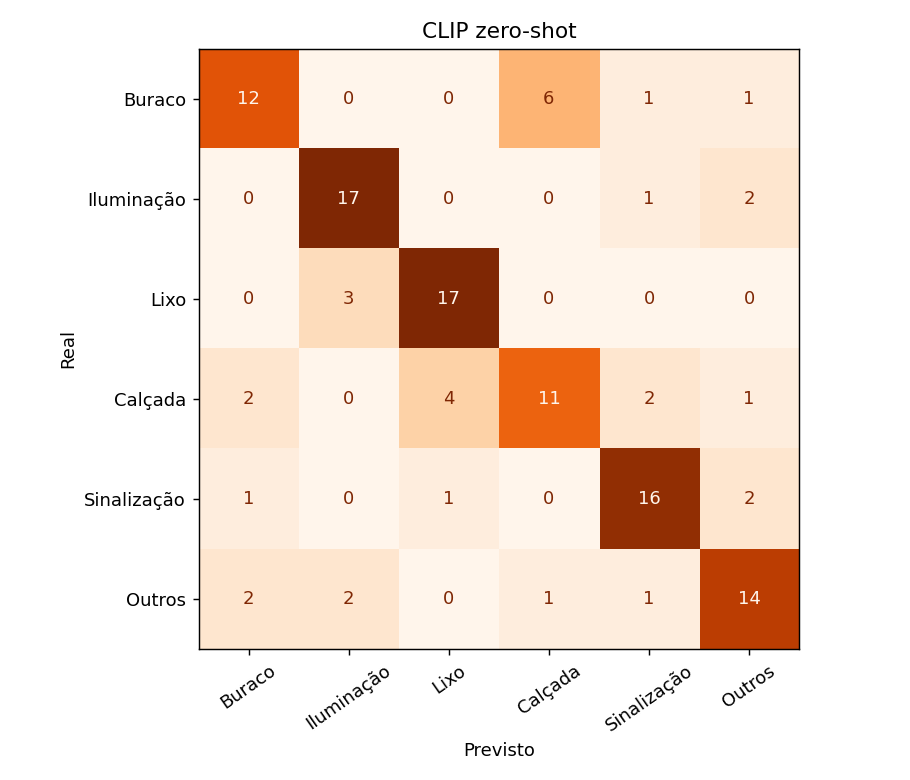 CLIP zero-shot
Buraco 12 0 0 6 1 1
Iluminação 0 17 0 0 1 2
Lixo 0 3 17 0 0 0
Real
Calçada 2 0 4 11 2 1
Sinalização 1 0 1 0 16 2
Outros 2 2 0 1 1 14
Buraco Iluminação Lixo Calçada Sinalização Outros
Previsto